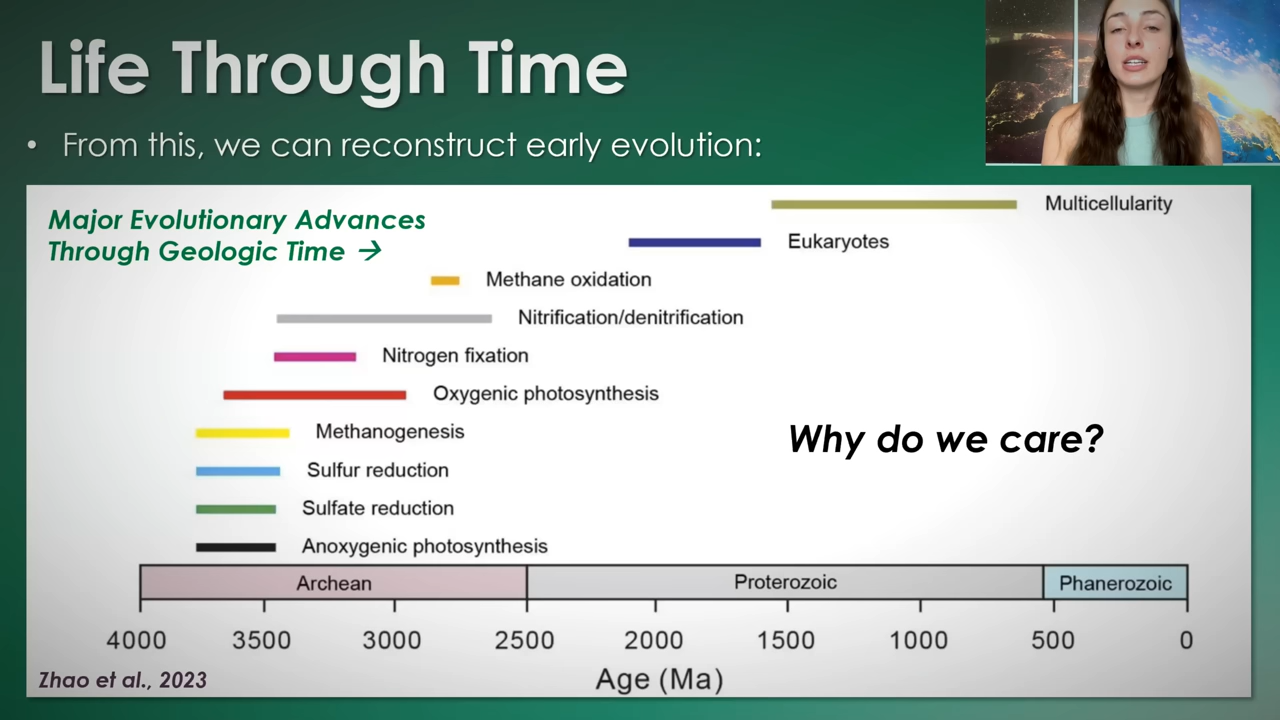 Life Through Time
• From this, we can reconstruct early evolution:
Major Evolutionary Advances
Through Geologic Time →
Multicellularity
Eukaryotes
Methane oxidation
Nitrification/denitrification
Nitrogen fixation
Oxygenic photosynthesis
Methanogenesis
Why do we care?
Sulfur reduction
Sulfate reduction
Anoxygenic photosynthesis
Archean Proterozoic Phanerozoic
4000 3500 3000 2500 2000 1500 1000 500 0
Age (Ma)
Zhao et al., 2023